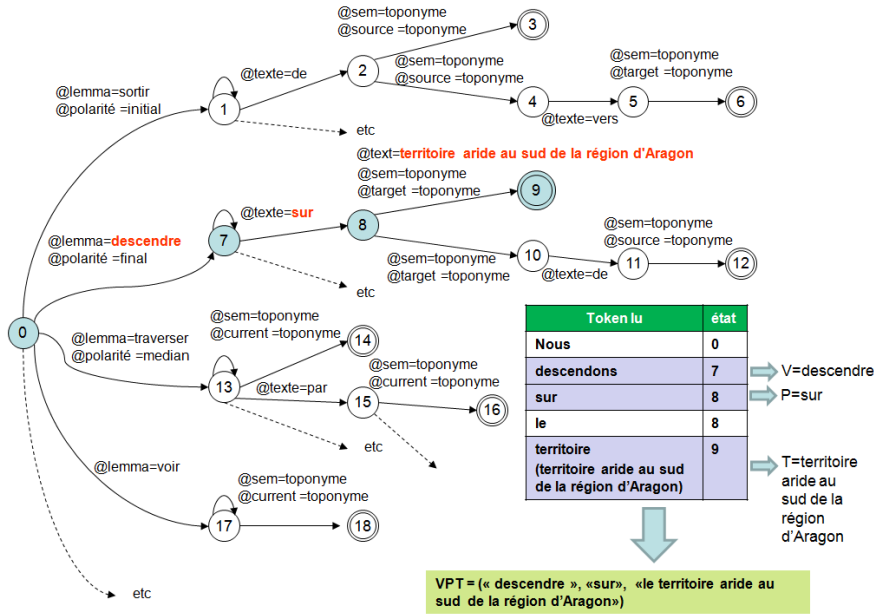 @sem=toponyme
@source =toponyme
3
@texte=de
2
@sem=toponyme
@source =toponyme
@sem=toponyme
@target =toponyme
@lemma=sortir
@polarité =initial
1
4
5
6
@texte=vers
etc
@text=territoire aride au sud de la région d'Aragon
@sem=toponyme
@target =toponyme
9
@texte=sur
8
@lemma=descendre
@polarité =final
7
@sem=toponyme
@target =toponyme
10
@texte=de
11
@sem=toponyme
@source =toponyme
12
etc
0
@lemma=traverser
@polarité =median
@sem=toponyme
@current =toponyme
14
13
@texte=par
15
@sem=toponyme
@current =toponyme
16
etc
@lemma=voir
@sem=toponyme
@current =toponyme
17
18
etc
Token lu état
Nous 0
descendons 7
V=descendre
sur 8
P=sur
le 8
territoire 9
(territoire aride au sud
de la région d'Aragon)
T=territoire
aride au
sud de la
région
d'Aragon
VPT = (« descendre », «sur», «le territoire aride au
sud de la région d'Aragon»)